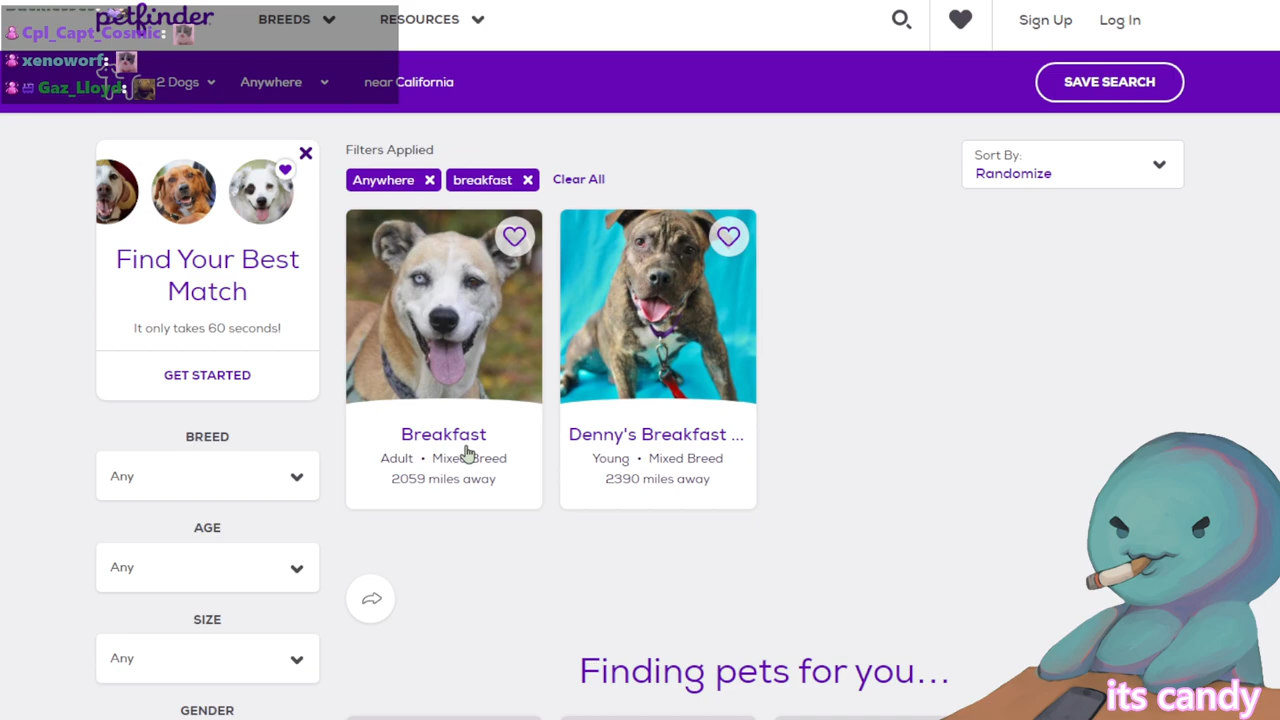 petfinder
BREEDS
RESOURCES
Sign Up
Log In
Cpl_Capt_Cosmic:
xenoworf:
Gaz_Lloyd:
2 Dogs
Anywhere
near California
SAVE SEARCH
Find Your Best
Match
It only takes 60 seconds!
GET STARTED
Filters Applied
Anywhere
breakfast
Clear All
Sort By:
Randomize
Breakfast
Adult • Mixed Breed
2059 miles away
Denny's Breakfast ...
Young • Mixed Breed
2390 miles away
BREED
Any
AGE
Any
SIZE
Any
GENDER
Finding pets for you...
its candy